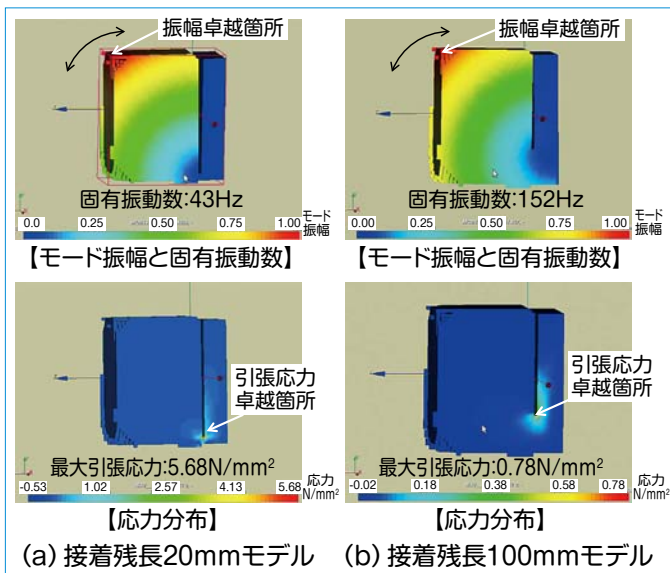 振幅卓越箇所
固有振動数:43Hz
0.0 0.25 0.50 0.75 1.00
モード
振幅
【モード振幅と固有振動数】
振幅卓越箇所
固有振動数:152Hz
0.00 0.25 0.50 0.75 1.00
モード
振幅
【モード振幅と固有振動数】
引張応力
卓越箇所
最大引張応力:5.68N/mm²
-0.53 1.02 2.57 4.13 5.68
応力
N/mm²
【応力分布】
引張応力
卓越箇所
最大引張応力:0.78N/mm²
-0.02 0.18 0.38 0.58 0.78
応力
N/mm²
【応力分布】
(a) 接着残長20mmモデル
(b) 接着残長100mmモデル